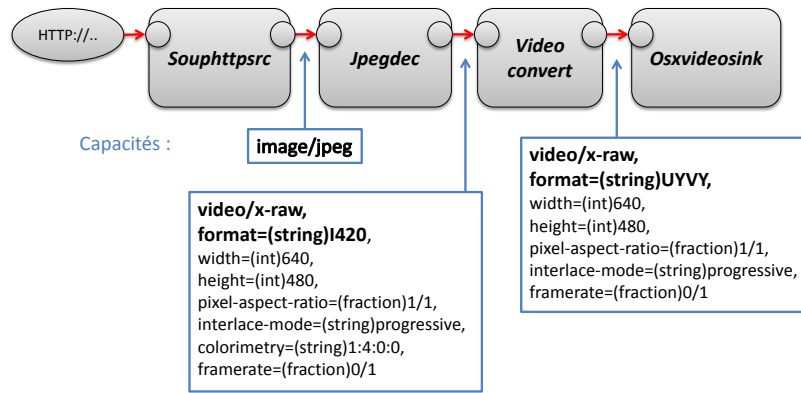 HTTP://..
Souphttpsrc
Jpegdec
Video
convert
Osxvideosink
Capacités :
image/jpeg
video/x-raw,
format=(string)I420,
width=(int)640,
height=(int)480,
pixel-aspect-ratio=(fraction)1/1,
interlace-mode=(string)progressive,
colorimetry=(string)1:4:0:0,
framerate=(fraction)0/1
video/x-raw,
format=(string)UYVY,
width=(int)640,
height=(int)480,
pixel-aspect-ratio=(fraction)1/1,
interlace-mode=(string)progressive,
framerate=(fraction)0/1